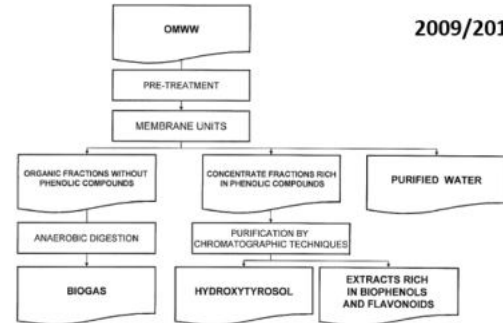 OMWW
2009/201
PRE-TREATMENT
MEMBRANE UNITS
ORGANIC FRACTIONS WITHOUT
PHENOLIC COMPOUNDS
CONCENTRATE FRACTIONS RICH
IN PHENOLIC COMPOUNDS
PURIFIED WATER
ANAEROBIC DIGESTION
PURIFICATION BY
CHROMATOGRAPHIC TECHNIQUES
BIOGAS
HYDROXYTYROSOL
EXTRACTS RICH
IN BIOPHENOLS
AND FLAVONOIDS